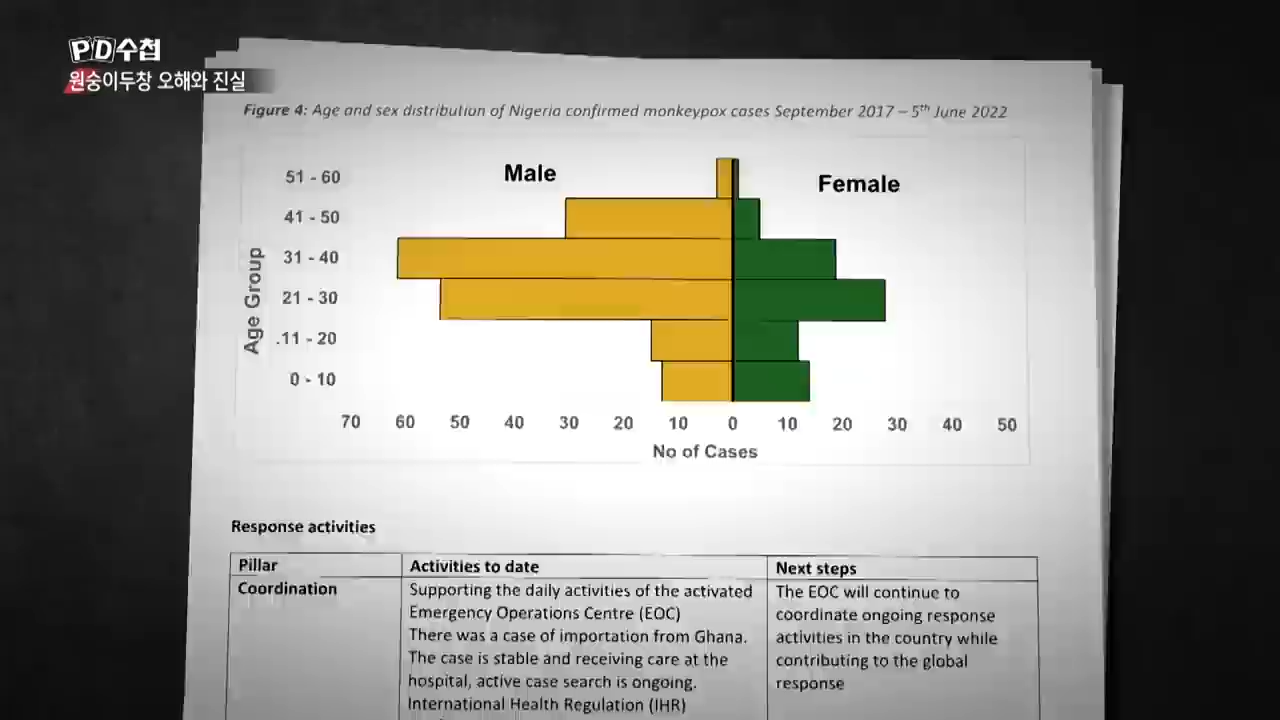 PD수첩
원숭이두창 오해와 진실
Figure 4: Age and sex distribution of Nigeria confirmed monkeypox cases September 2017 – 5th June 2022
Male
Female
Age Group
51 - 60
41 - 50
31 - 40
21 - 30
.11 - 20
0 - 10
70 60 50 40 30 20 10 0 10 20 30 40 50
No of Cases
Response activities
Pillar
Activities to date
Next steps
Coordination
Supporting the daily activities of the activated
Emergency Operations Centre (EOC)
There was a case of importation from Ghana.
The case is stable and receiving care at the
hospital, active case search is ongoing.
International Health Regulation (IHR)
The EOC will continue to
coordinate ongoing response
activities in the country while
contributing to the global
response